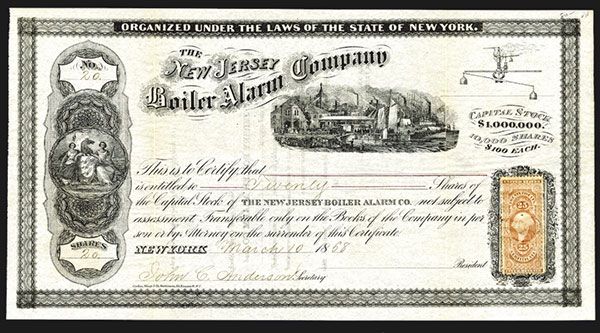 ORGANIZED UNDER THE LAWS OF THE STATE OF NEW YORK.
No.
20.
THE
NEW JERSEY
Boiler Alarm Company
CAPITAL STOCK
$1,000,000.
10,000 SHARES
$100 EACH.
This is to Certify, that
is entitled to Twenty Shares of
the Capital Stock of THE NEW JERSEY BOILER ALARM CO. not subject to
assessment. Transferable only on the Books of the Company in per
son or by Attorney on the surrender of this Certificate.
NEW YORK March 10 1868
SHARES
20.
John C. Anderson Secretary
President
25
25